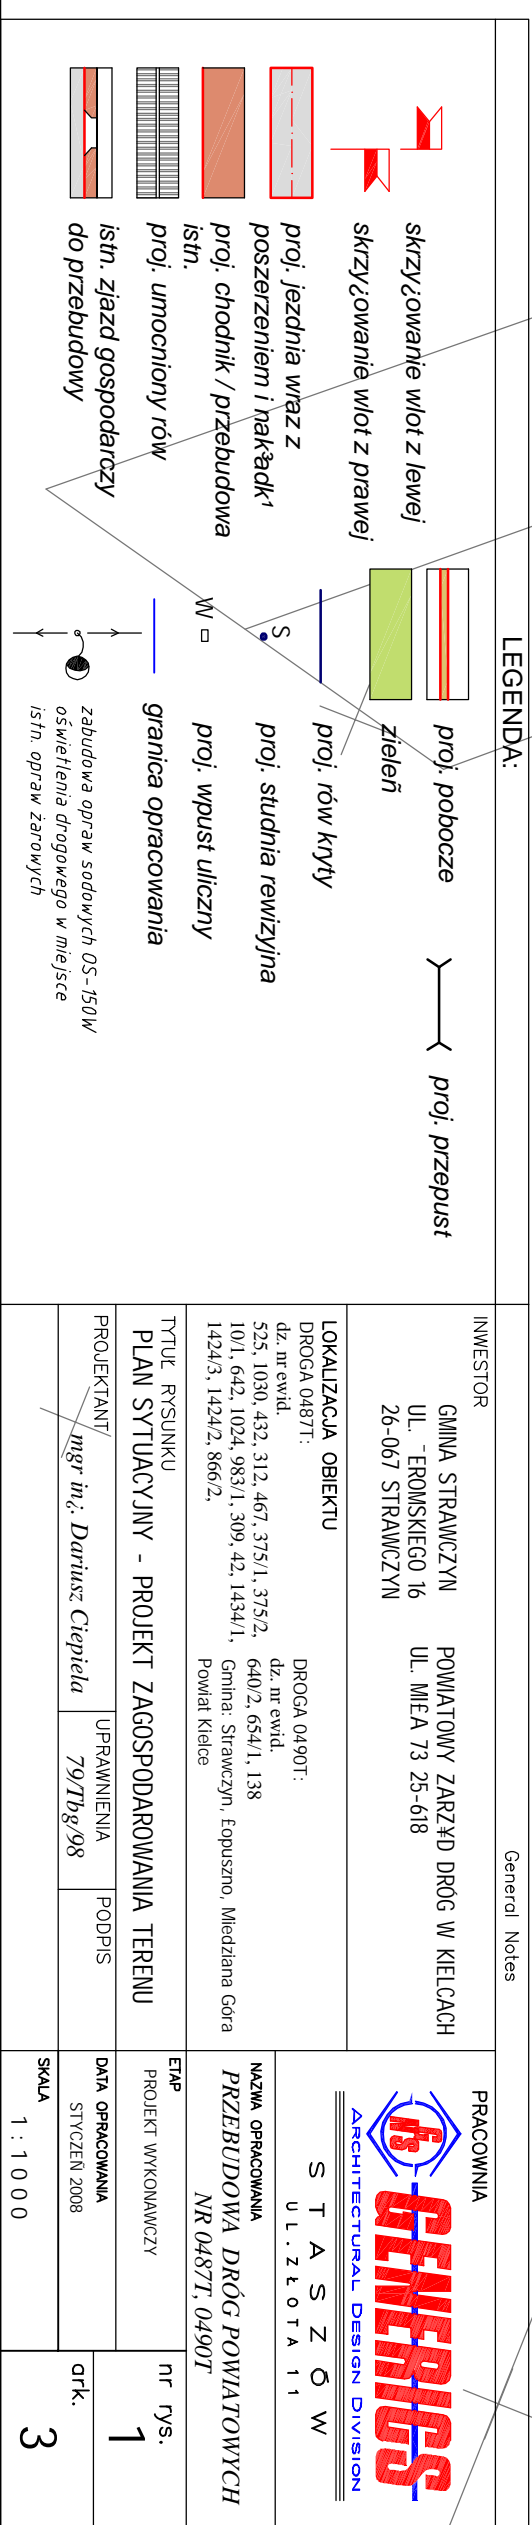 LEGENDA:
skrzy¿owanie wlot z lewej
skrzy¿owanie wlot z prawej
proj. jezdnia wraz z
poszerzeniem i nak³adk¹
proj. chodnik / przebudowa
istn.
proj. umocniony rów
istn. zjazd gospodarczy
do przebudowy
proj. pobocze
zieleñ
proj. rów kryty
S
proj. studnia rewizyjna
W
proj. wpust uliczny
granica opracowania
zabudowa opraw sodowych OS-150W
oświetlenia drogowego w miejsce
istn. opraw żarowych
proj. przepust
General Notes
INWESTOR
GMINA STRAWCZYN
UL. ¯EROMSKIEGO 16
26-067 STRAWCZYN
POWIATOWY ZARZ¥D DRÓG W KIELCACH
UL. MI£A 73 25-618
LOKALIZACJA OBIEKTU
DROGA 0487T:
dz. nr ewid.
525, 1030, 432, 312, 467, 375/1, 375/2,
10/1, 642, 1024, 983/1, 309, 42, 1434/1,
1424/3, 1424/2, 866/2,
DROGA 0490T:
dz. nr ewid.
640/2, 654/1, 138
Gmina: Strawczyn, £opuszno, Miedziana Góra
Powiat Kielce
TYTUŁ RYSUNKU
PLAN SYTUACYJNY - PROJEKT ZAGOSPODAROWANIA TERENU
PROJEKTANT
mgr in¿. Dariusz Ciepiela
UPRAWNIENIA
79/Tbg/98
PODPIS
PRACOWNIA
GNS
GENERICS
ARCHITECTURAL DESIGN DIVISION
STASZÓW
UL. ZŁOTA 11
NAZWA OPRACOWANIA
PRZEBUDOWA DRÓG POWIATOWYCH
NR 0487T, 0490T
ETAP
PROJEKT WYKONAWCZY
DATA OPRACOWANIA
STYCZEŃ 2008
SKALA
1:1000
nr rys.
1
ark.
3